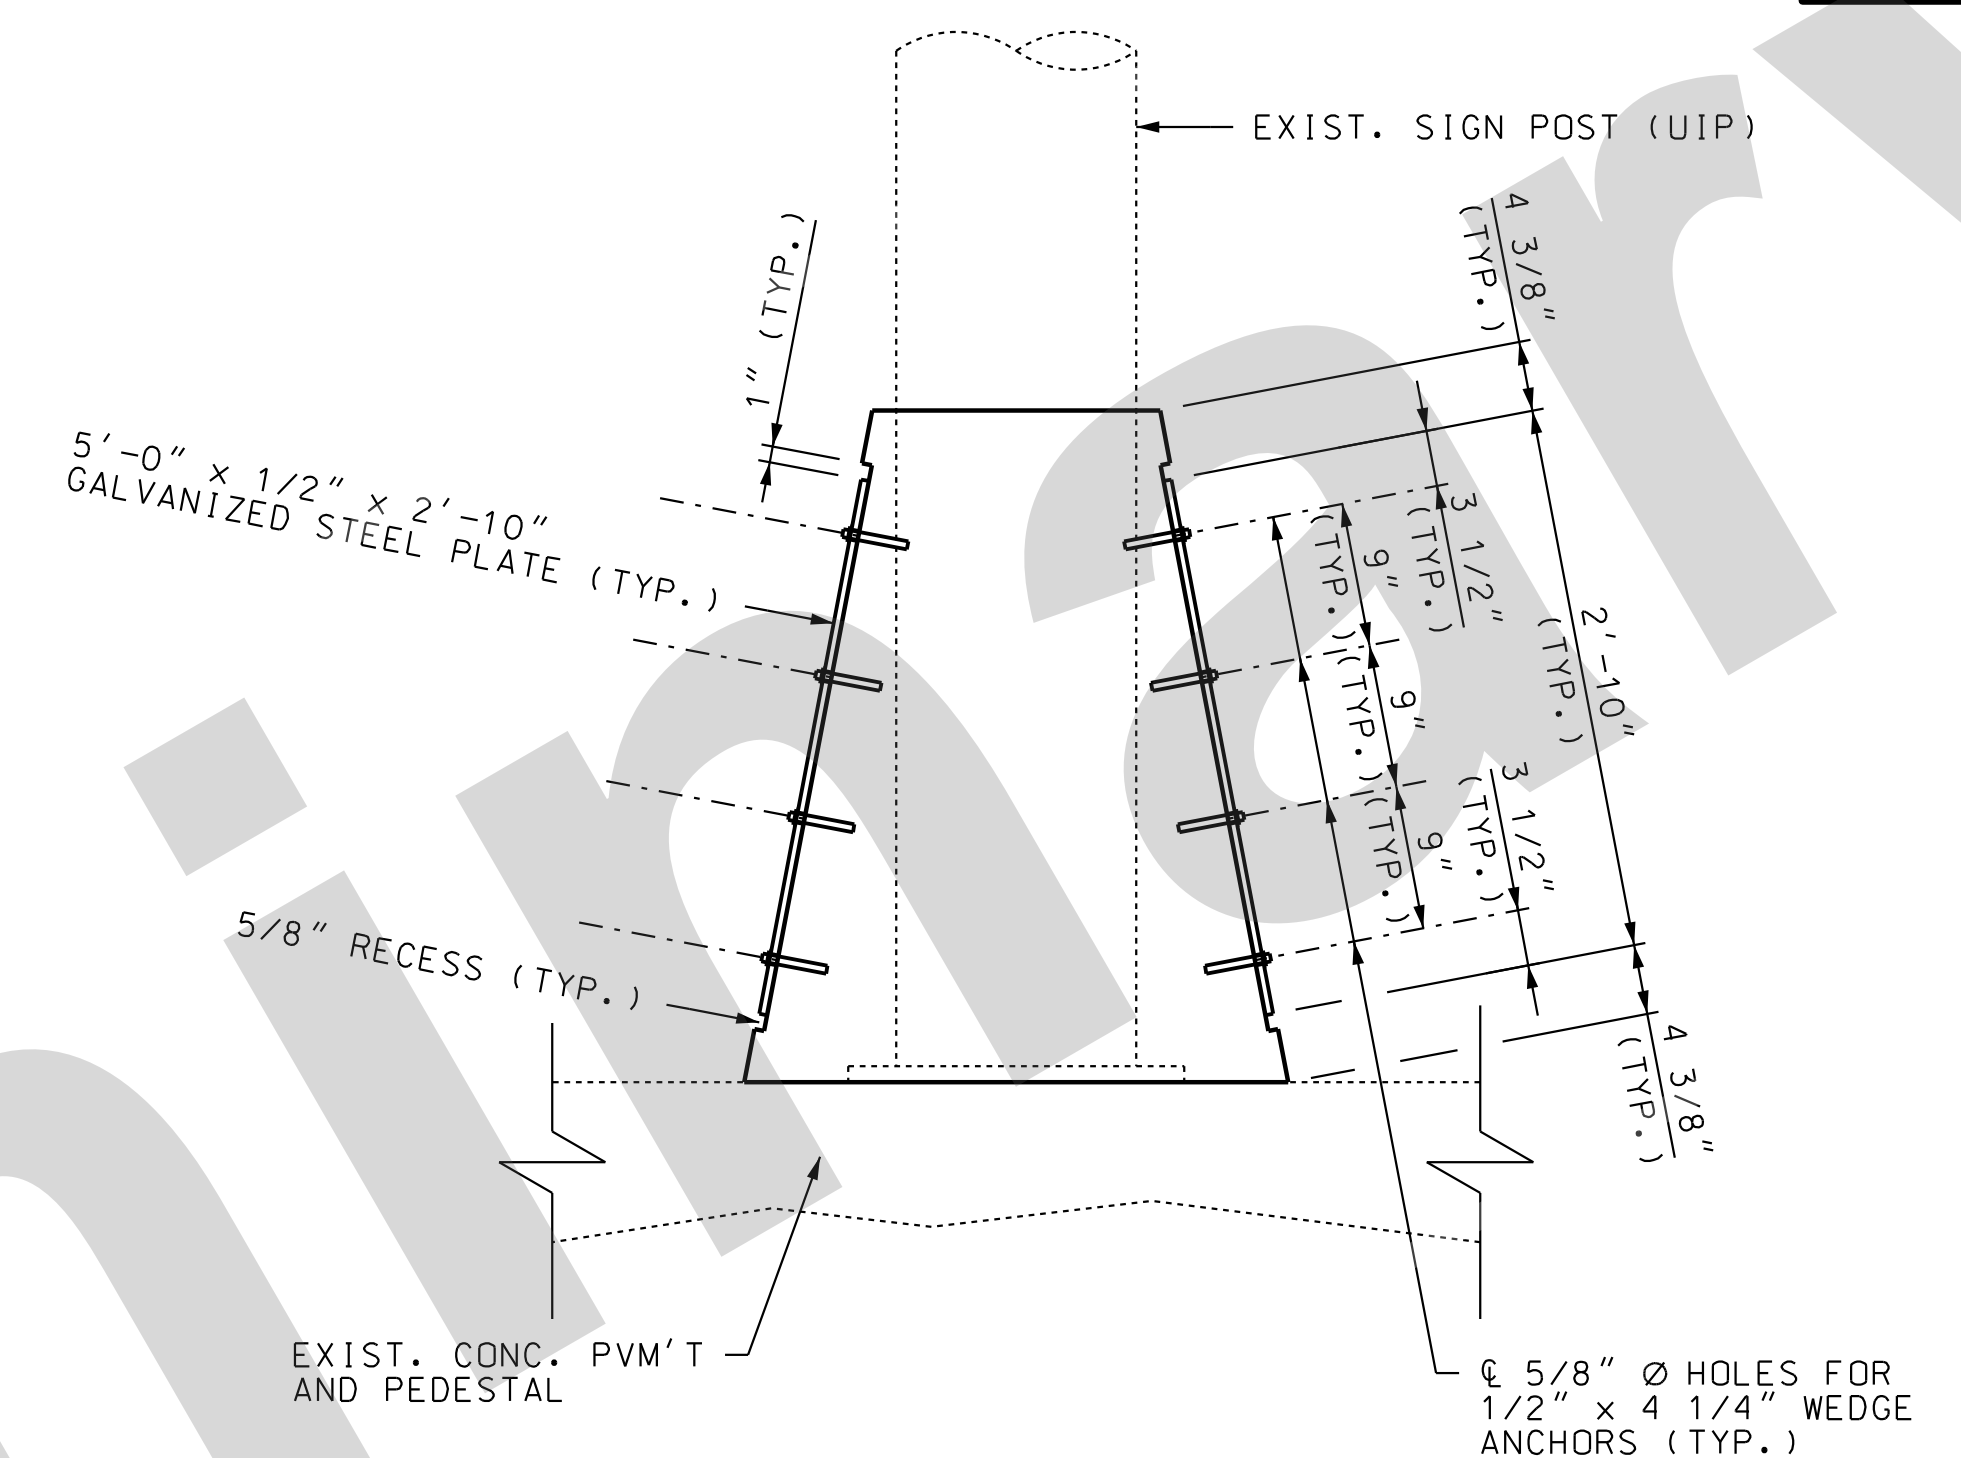 EXIST. SIGN POST (UIP)
4 3/8"
(TYP.)
1" (TYP.)
5'-0" x 1/2" x 2'-10"
GALVANIZED STEEL PLATE (TYP.)
3 1/2"
(TYP.)
9"
(TYP.)
9"
(TYP.)
9"
(TYP.)
2'-10"
(TYP.)
3 1/2"
(TYP.)
5/8" RECESS (TYP.)
4 3/8"
(TYP.)
EXIST. CONC. PVM'T
AND PEDESTAL
℄ 5/8" Ø HOLES FOR
1/2" x 4 1/4" WEDGE
ANCHORS (TYP.)